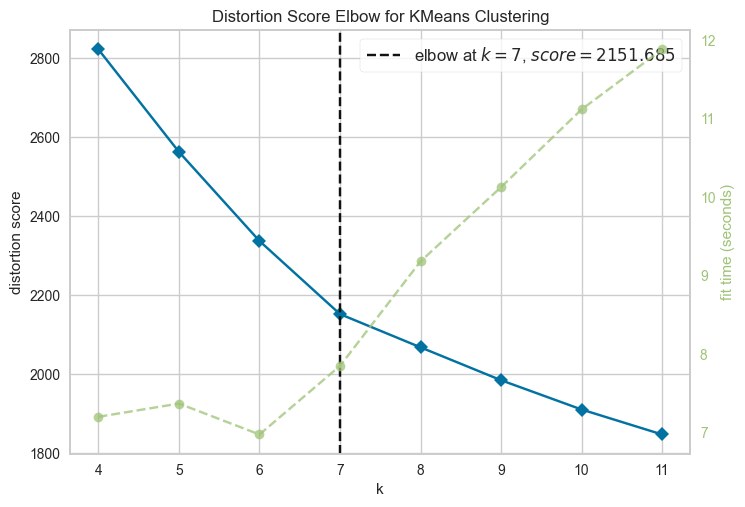 Distortion Score Elbow for KMeans Clustering
elbow at k = 7, score = 2151.685
distortion score
2800
2600
2400
2200
2000
1800
4 5 6 7 8 9 10 11
k
12
11
10
9
8
7
fit time (seconds)